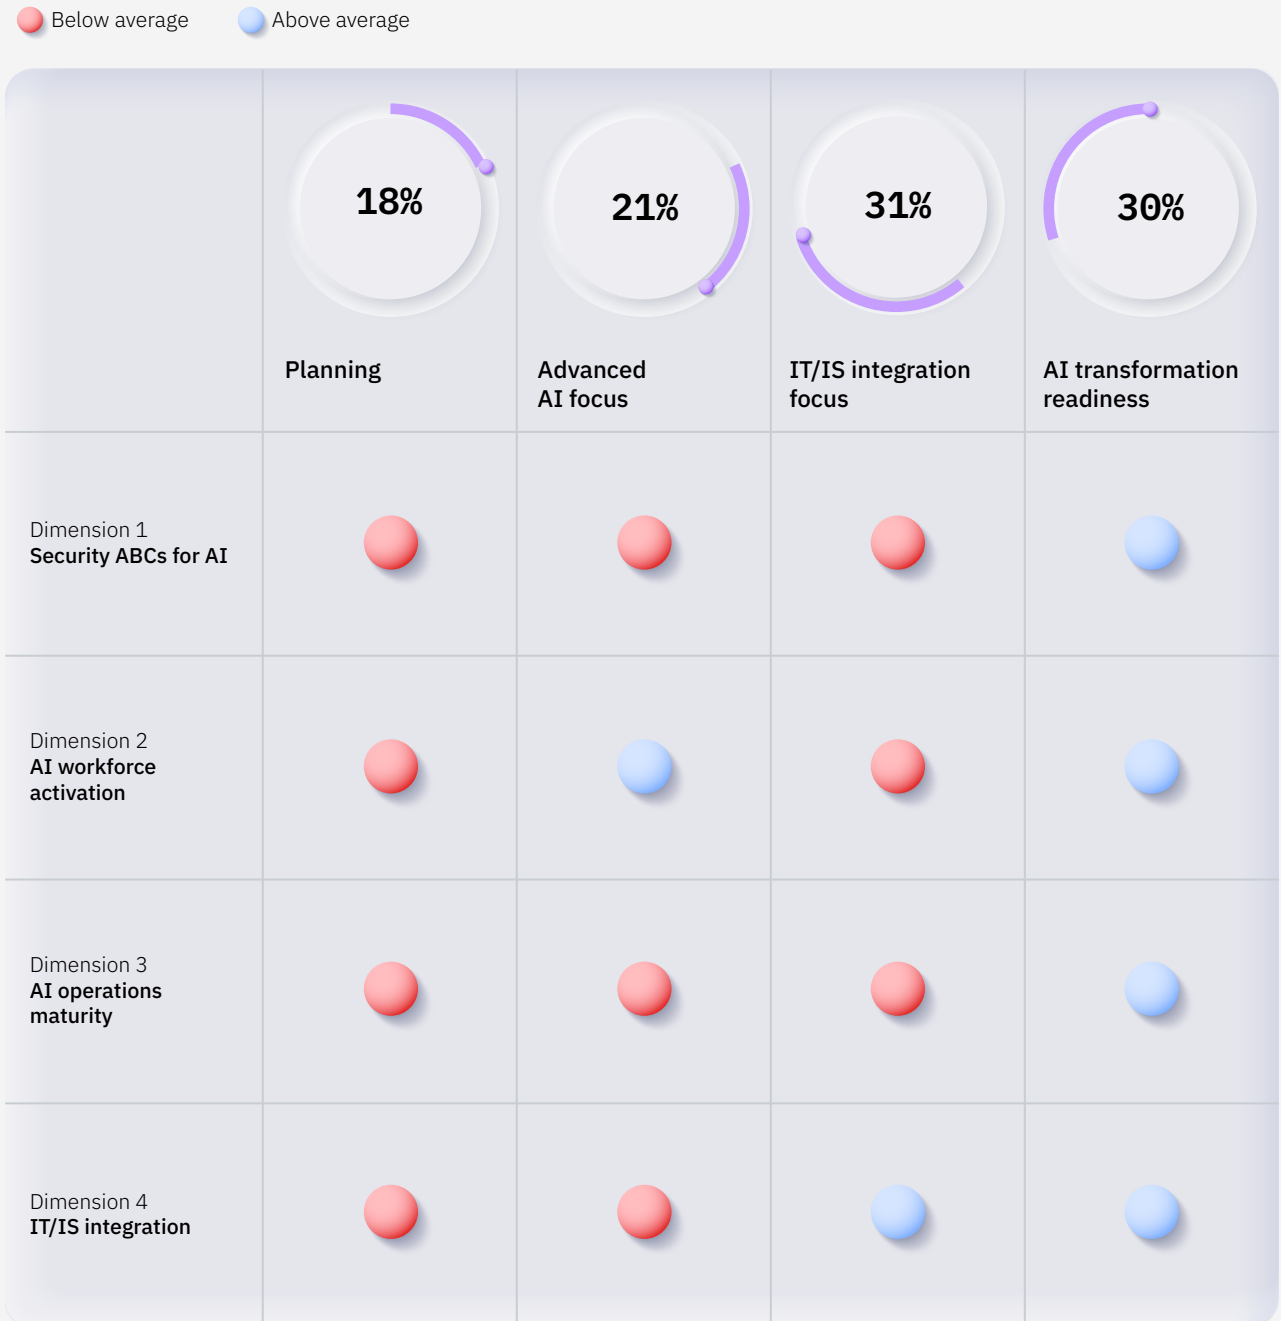 Below average
Above average
18%
21%
31%
30%
Planning
Advanced
AI focus
IT/IS integration
focus
AI transformation
readiness
Dimension 1
Security ABCs for AI
Dimension 2
AI workforce
activation
Dimension 3
AI operations
maturity
Dimension 4
IT/IS integration